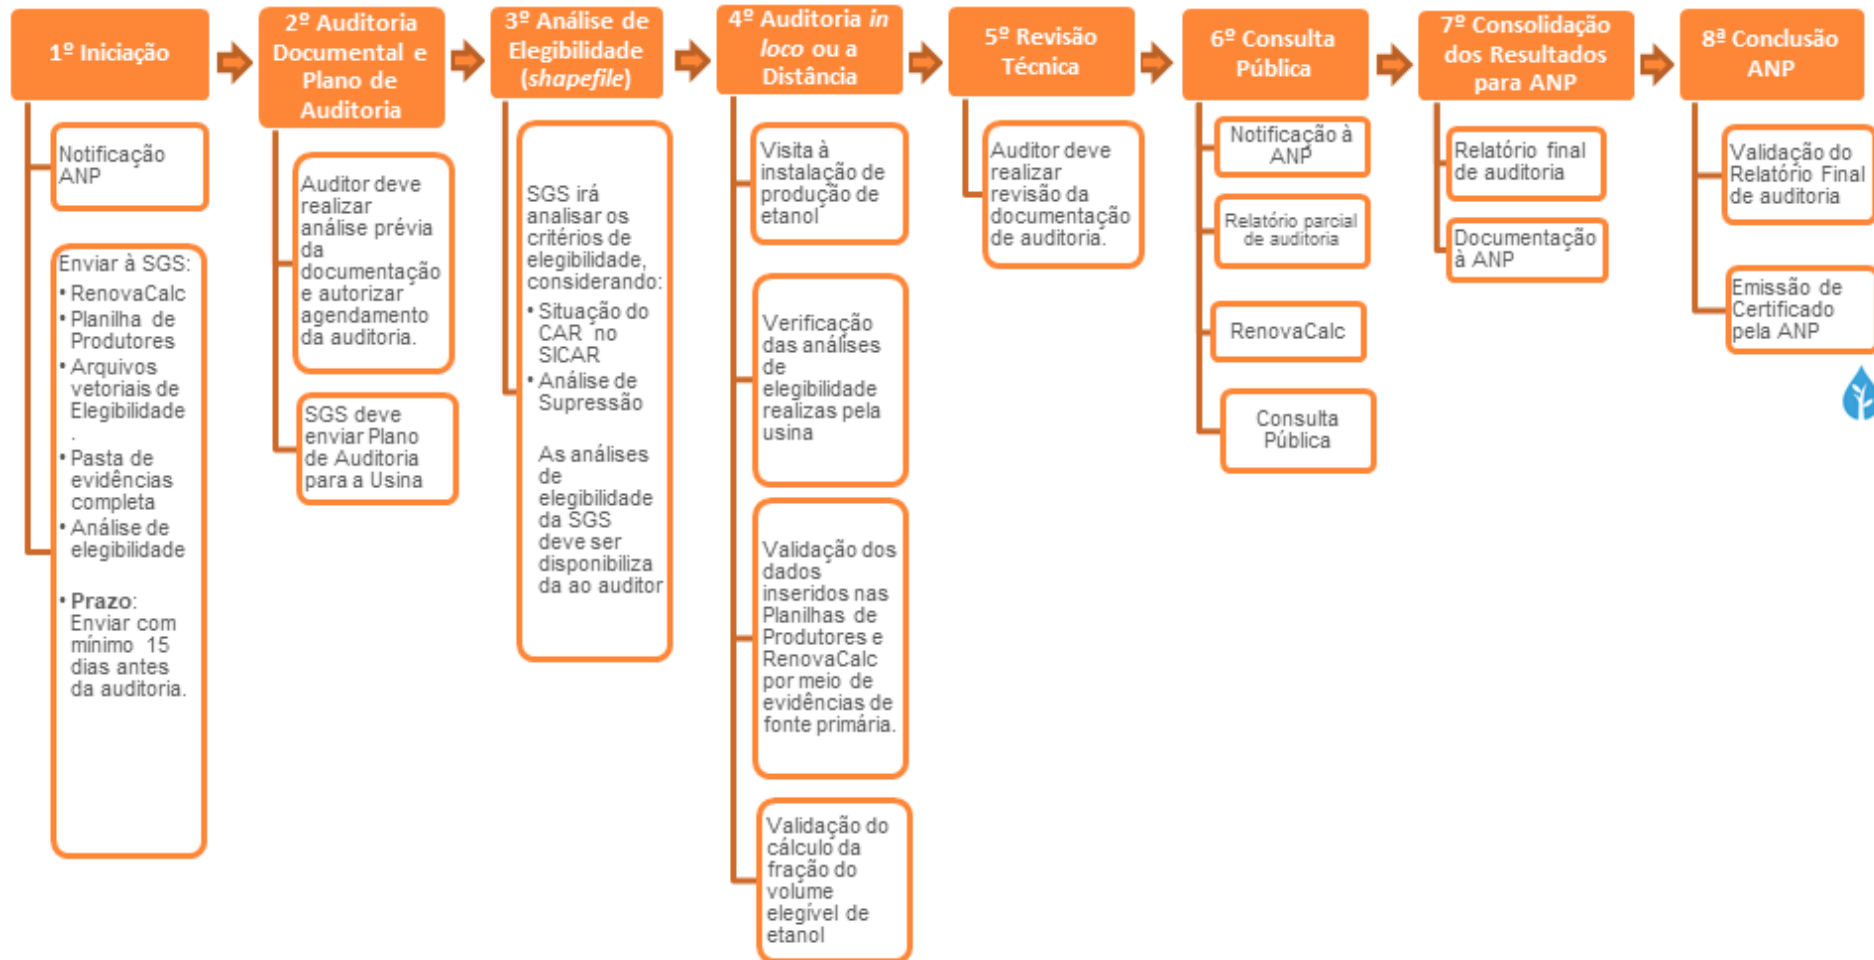 1º Iniciação
Notificação
ANP
Enviar à SGS:
• RenovaCalc
• Planilha de
Produtores
• Arquivos
vetoriais de
Elegibilidade
.
• Pasta de
evidências
completa
• Análise de
elegibilidade
• Prazo:
Enviar com
mínimo 15
dias antes
da auditoria.
2º Auditoria
Documental e
Plano de
Auditoria
Auditor deve
realizar
análise prévia
da
documentação
e autorizar
agendamento
da auditoria.
SGS deve
enviar Plano
de Auditoria
para a Usina
3º Análise de
Elegibilidade
(shapefile)
SGS irá
analisar os
critérios de
elegibilidade,
considerando:
• Situação do
CAR no
SICAR
• Análise de
Supressão
As análises
de
elegibilidade
da SGS
deve ser
disponibiliza
da ao auditor
4º Auditoria in
loco ou a
Distância
Visita à
instalação de
produção de
etanol
Verificação
das análises
de
elegibilidade
realizas pela
usina
Validação dos
dados
inseridos nas
Planilhas de
Produtores e
RenovaCalc
por meio de
evidências de
fonte primária.
Validação do
cálculo da
fração do
volume
elegível de
etanol
5º Revisão
Técnica
Auditor deve
realizar
revisão da
documentação
de auditoria.
6º Consulta
Pública
Notificação à
ANP
Relatório parcial
de auditoria
RenovaCalc
Consulta
Pública
7º Consolidação
dos Resultados
para ANP
Relatório final
de auditoria
Documentação
à ANP
8ª Conclusão
ANP
Validação do
Relatório Final
de auditoria
Emissão de
Certificado
pela ANP